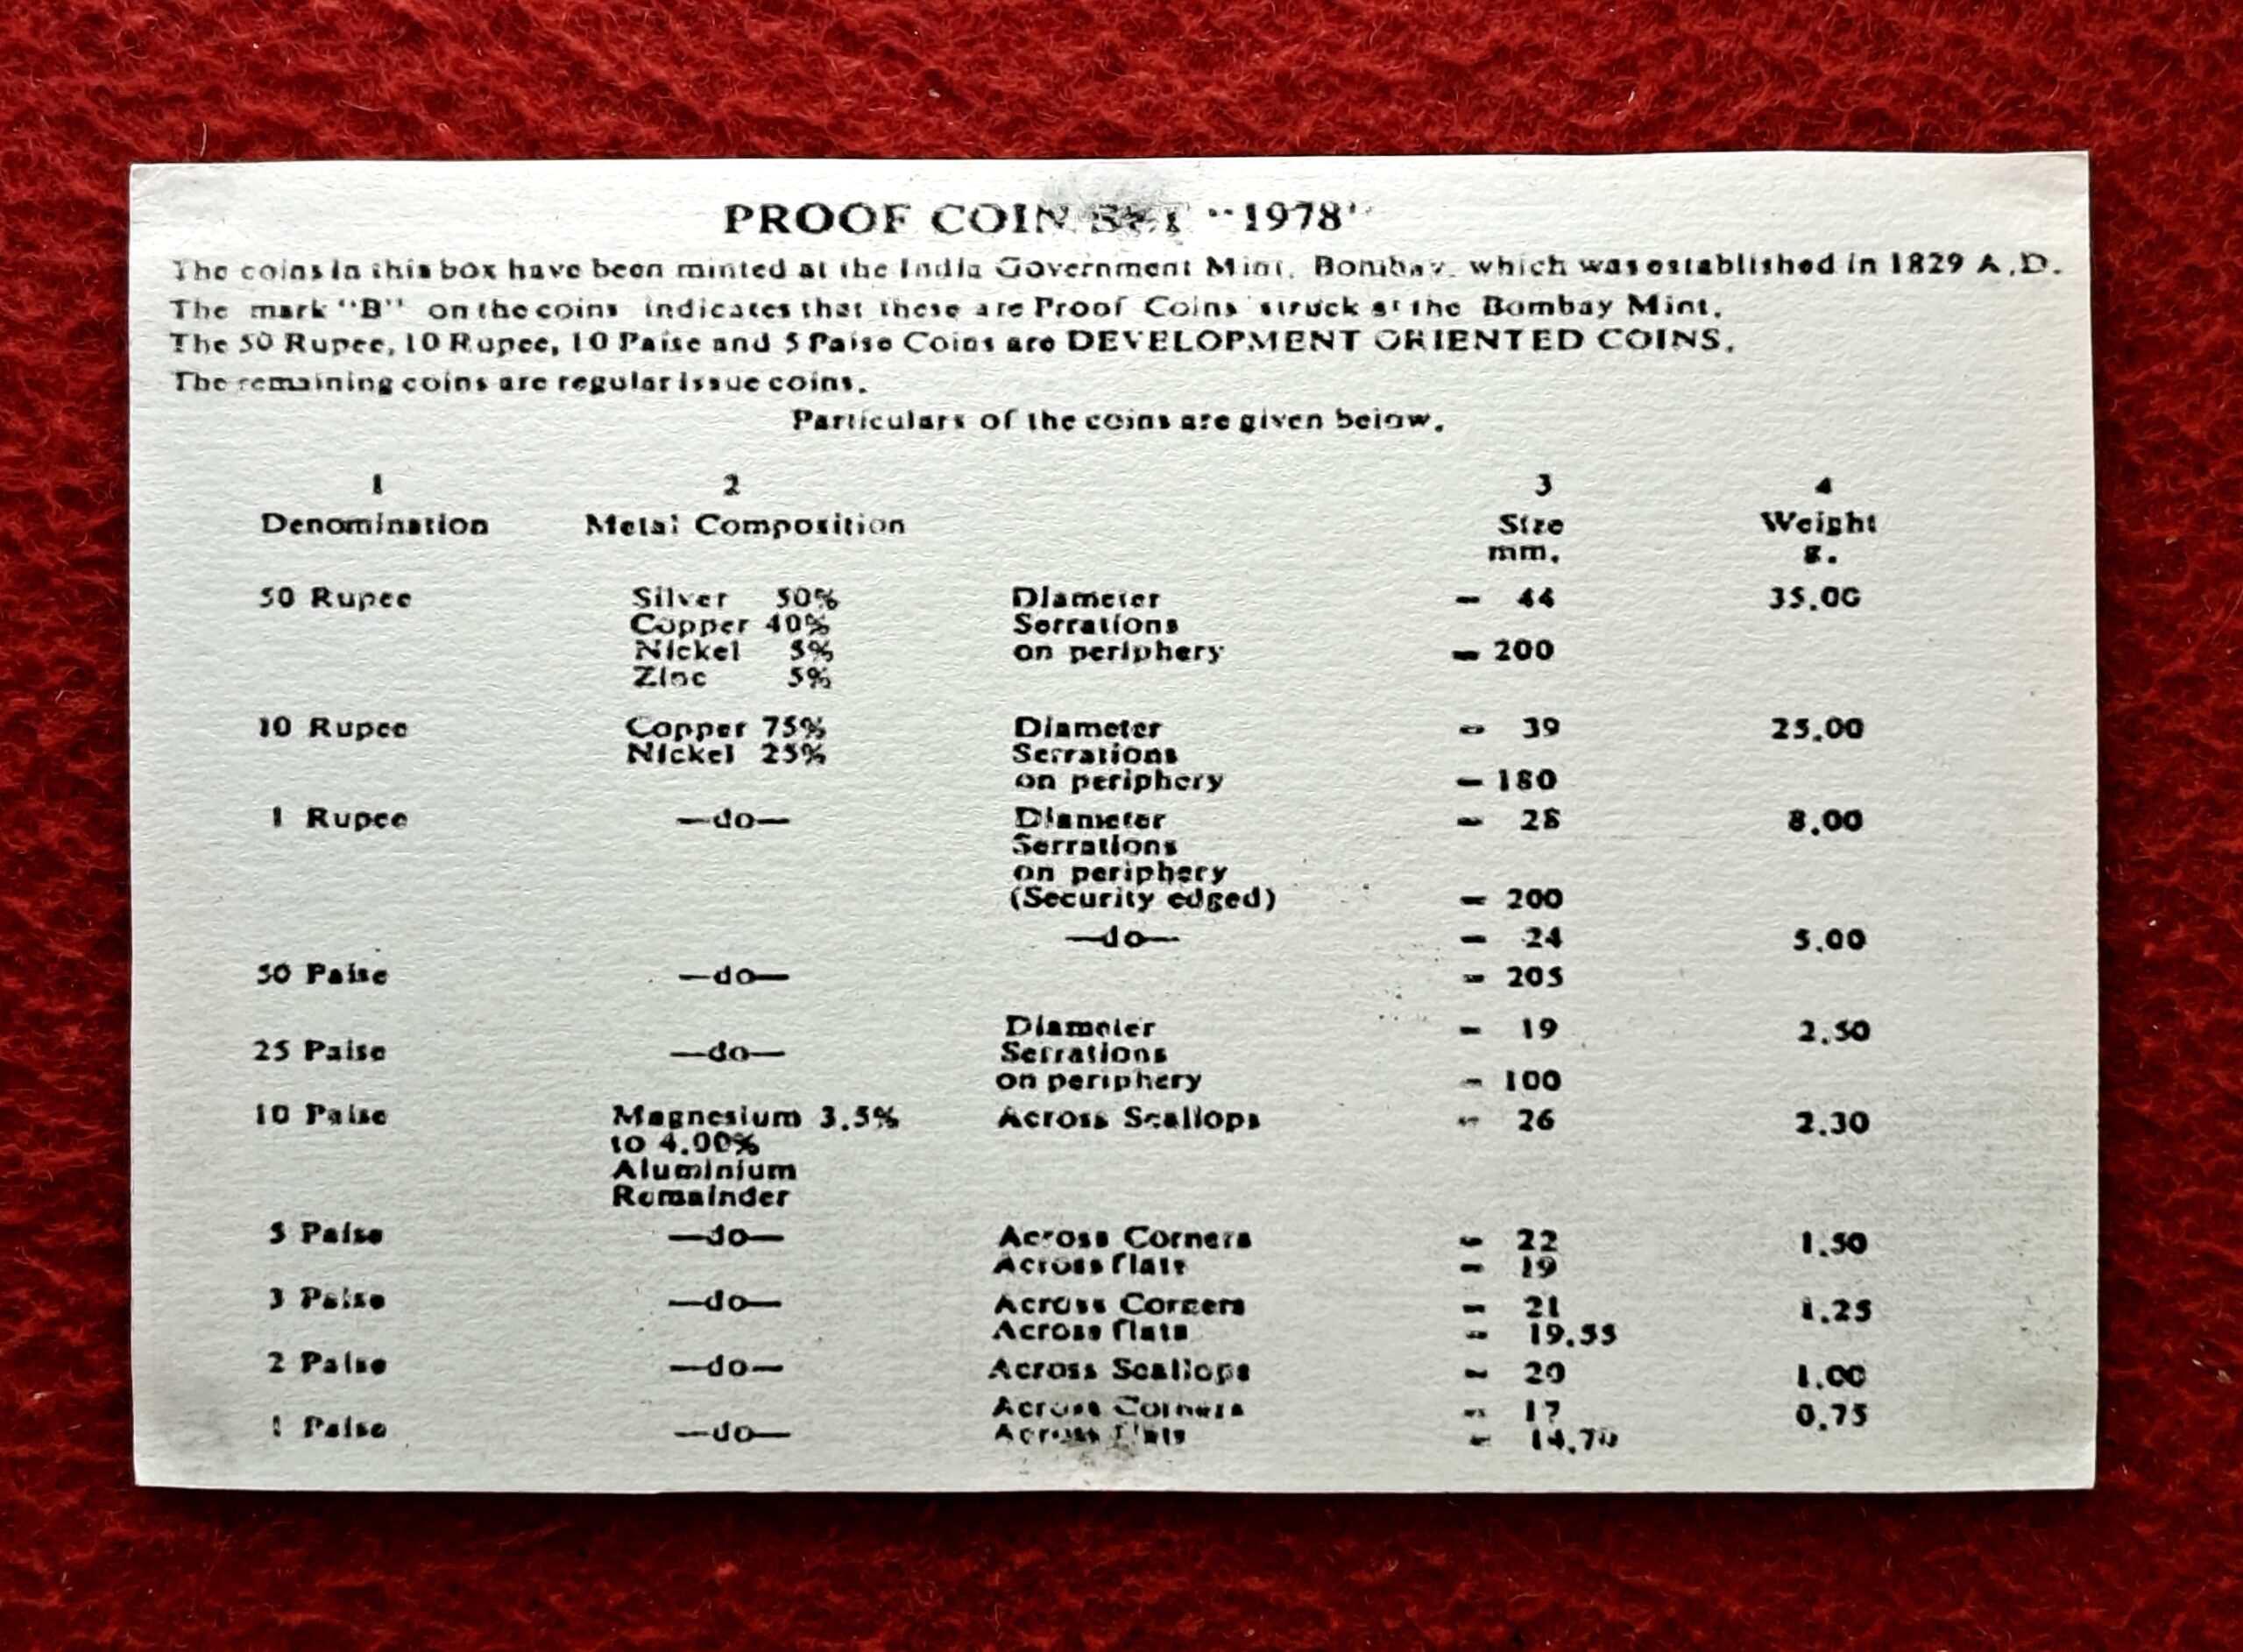 PROOF COIN SET "1978"
The coins in this box have been minted at the India Government Mint, Bombay, which was established in 1829 A.D.
The mark "B" on the coins indicates that these are Proof Coins struck at the Bombay Mint.
The 50 Rupee, 10 Rupee, 10 Paise and 5 Paise Coins are DEVELOPMENT ORIENTED COINS.
The remaining coins are regular issue coins.
Particulars of the coins are given below.
1 2 3 4
Denomination Metal Composition Size Weight
mm. g.
50 Rupee Silver 50% Diameter — 44 35.00
Copper 40% Serrations
Nickel 5% on periphery — 200
Zinc 5%
10 Rupee Copper 75% Diameter — 39 25.00
Nickel 25% Serrations
on periphery — 180
1 Rupee —do— Diameter — 28 8.00
Serrations
on periphery
(Security edged) — 200
—do— — 24 5.00
50 Paise —do— — 205
Diameter — 19 2.50
25 Paise —do— Serrations
on periphery — 100
10 Paise Magnesium 3.5% Across Scallops — 26 2.30
to 4.00%
Aluminium
Remainder
5 Paise —do— Across Corners — 22 1.50
Across flats — 19
3 Paise —do— Across Corners — 21 1.25
Across flats — 19.55
2 Paise —do— Across Scallops — 20 1.00
Across Corners — 17 0.75
1 Paise —do— Across flats — 14.70